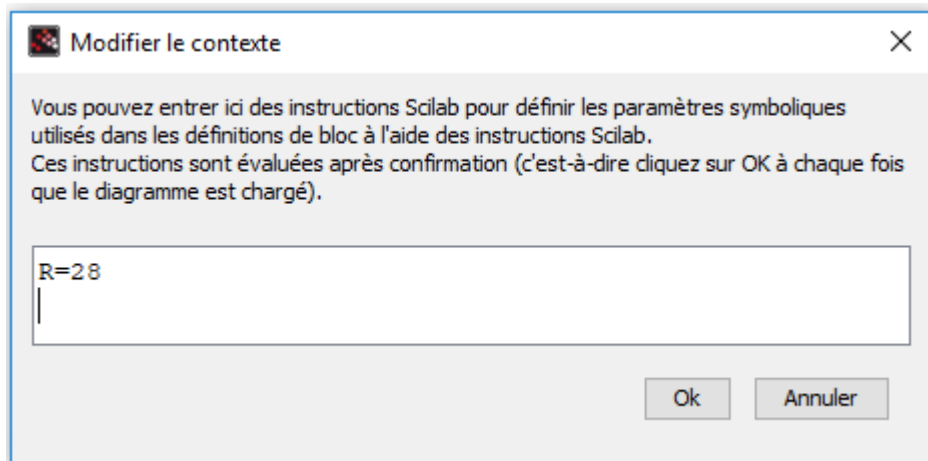 Modifier le contexte
Vous pouvez entrer ici des instructions Scilab pour définir les paramètres symboliques
utilisés dans les définitions de bloc à l'aide des instructions Scilab.
Ces instructions sont évaluées après confirmation (c'est-à-dire cliquez sur OK à chaque fois
que le diagramme est chargé).
R=28
Ok
Annuler